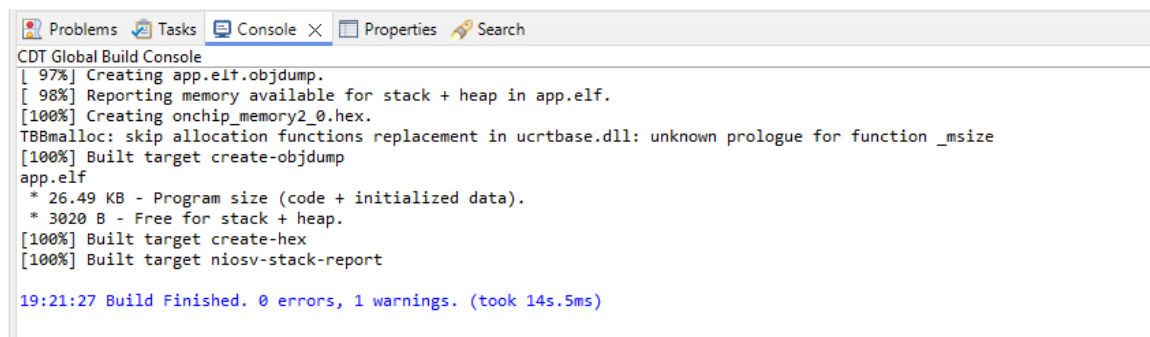 Problems Tasks Console Properties Search
CDT Global Build Console
[ 97%] Creating app.elf.objdump.
[ 98%] Reporting memory available for stack + heap in app.elf.
[100%] Creating onchip_memory2_0.hex.
TBBmalloc: skip allocation functions replacement in ucrtbase.dll: unknown prologue for function _msize
[100%] Built target create-objdump
app.elf
 * 26.49 KB - Program size (code + initialized data).
 * 3020 B - Free for stack + heap.
[100%] Built target create-hex
[100%] Built target niosv-stack-report
19:21:27 Build Finished. 0 errors, 1 warnings. (took 14s.5ms)